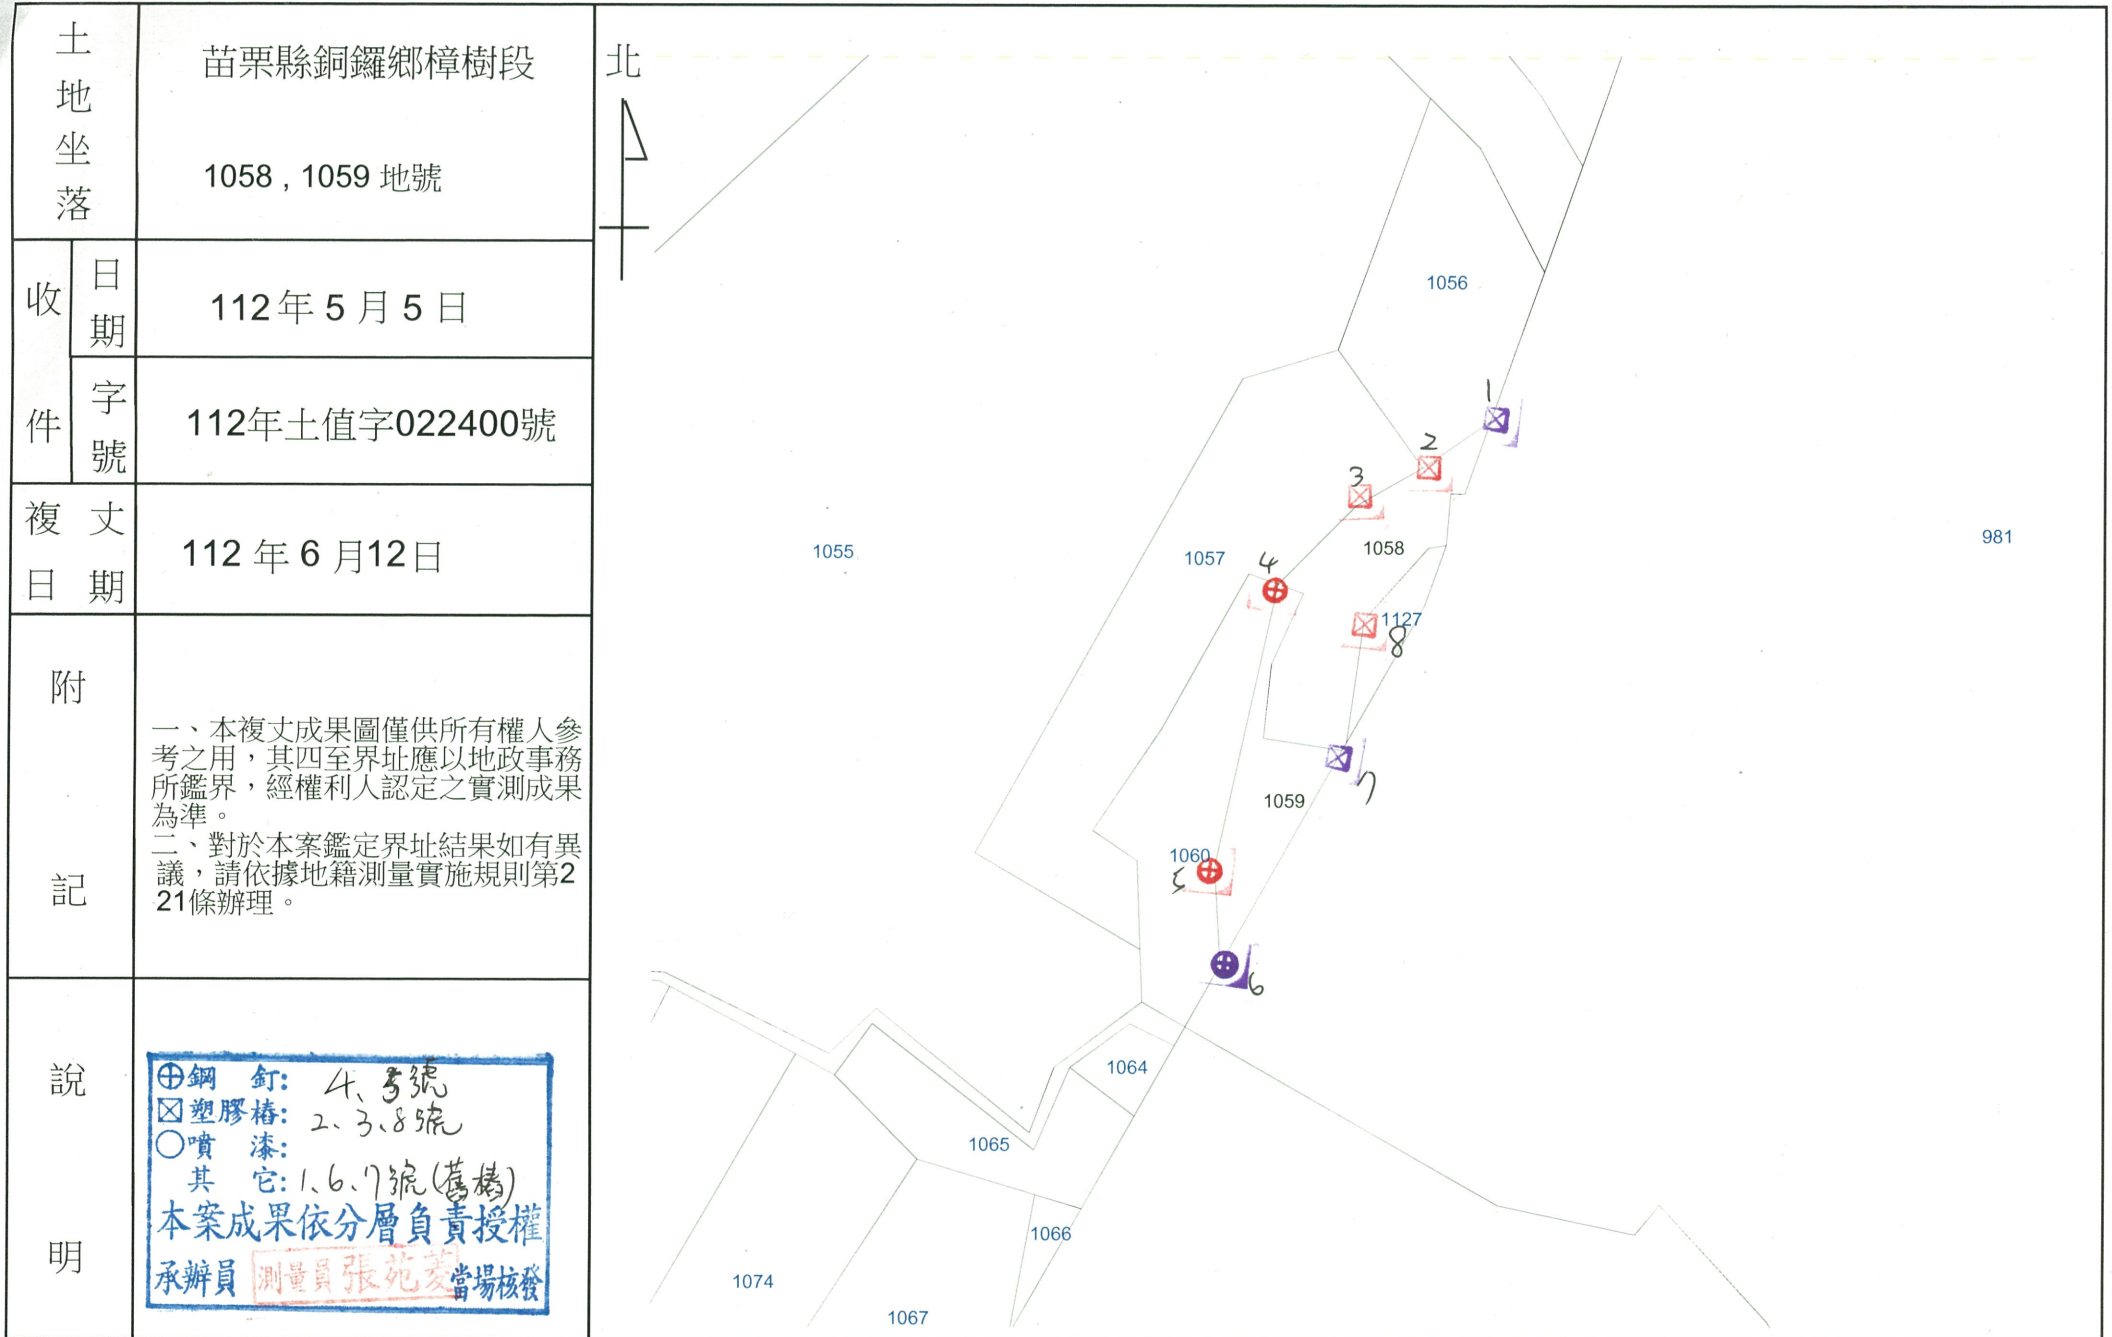 土地坐落
苗栗縣銅鑼鄉樟樹段
1058 , 1059 地號
收件
日期
112 年 5 月 5 日
字號
112年土值字022400號
複丈日期
112 年 6 月12日
附記
一、本複丈成果圖僅供所有權人參
考之用，其四至界址應以地政事務
所鑑界，經權利人認定之實測成果
為準。
二、對於本案鑑定界址結果如有異
議，請依據地籍測量實施規則第2
21條辦理。
說明
鋼釘: 4、5號
塑膠樁: 2、3、8號
噴漆:
其它: 1、6、7號(舊樁)
本案成果依分層負責授權
承辦員 測量員張苑菱 當場核發
北
1056
1
2
3
1058
981
1055
1057
4
1127
8
7
1059
1060
5
6
1064
1065
1066
1074
1067